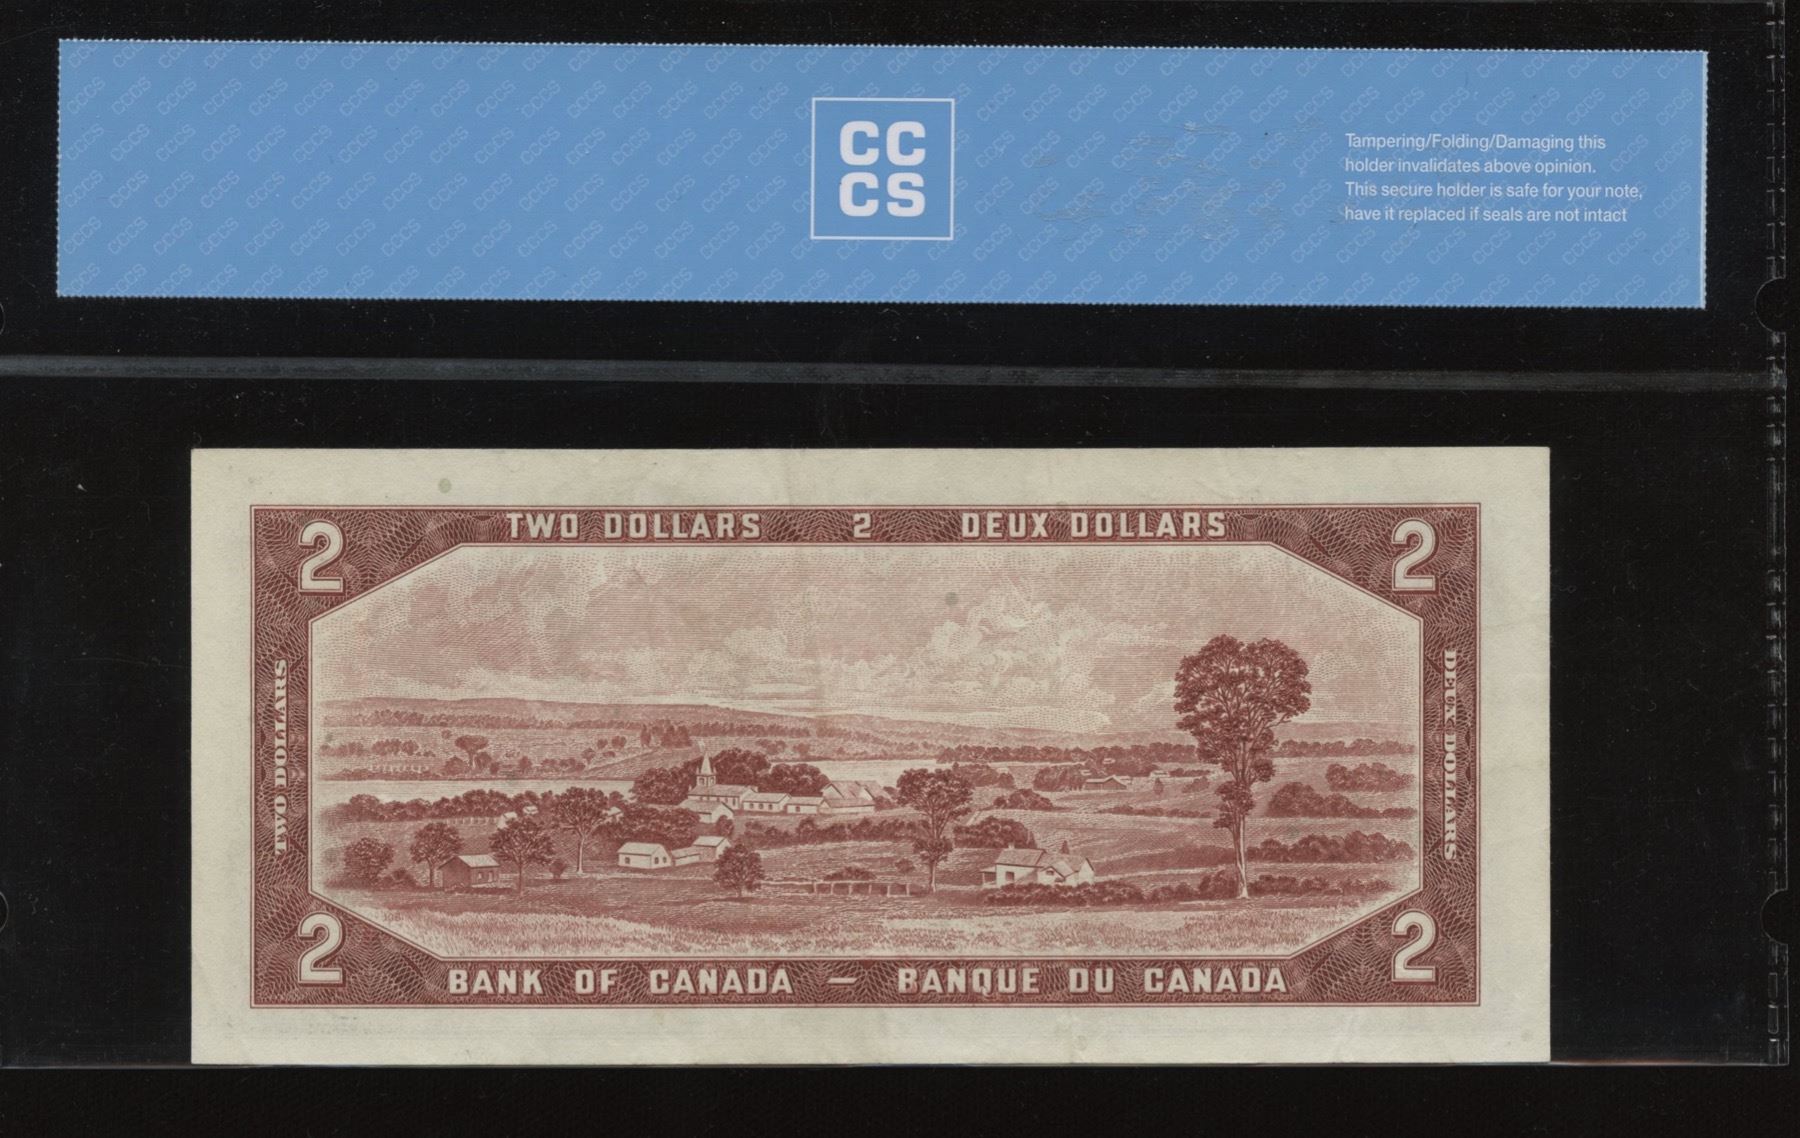 CC
CS
Tampering/Folding/Damaging this
holder invalidates above opinion.
This secure holder is safe for your note,
have it replaced if seals are not intact
TWO DOLLARS 2 DEUX DOLLARS
2 2
TWO DOLLARS
DEUX DOLLARS
2 2
BANK OF CANADA — BANQUE DU CANADA